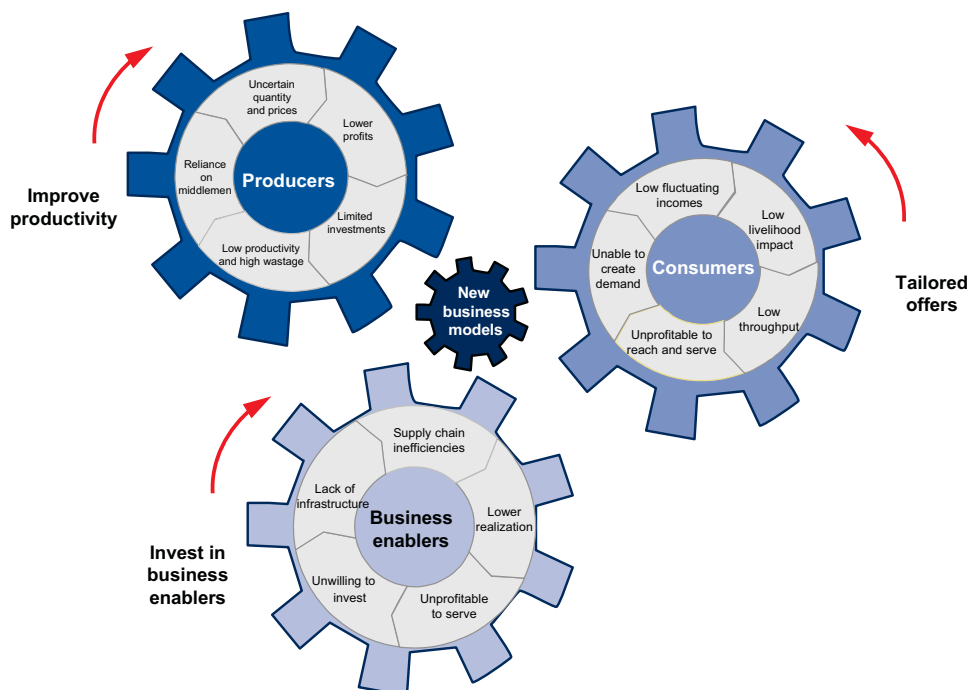 Improve
productivity
Producers
Uncertain
quantity
and prices
Lower
profits
Limited
investments
Low productivity
and high wastage
Reliance
on
middlemen
New
business
models
Consumers
Low fluctuating
incomes
Low
livelihood
impact
Low
throughput
Unprofitable to
reach and serve
Unable to
create
demand
Tailored
offers
Invest in
business
enablers
Business
enablers
Supply chain
inefficiencies
Lower
realization
Unprofitable
to serve
Unwilling to
invest
Lack of
infrastructure